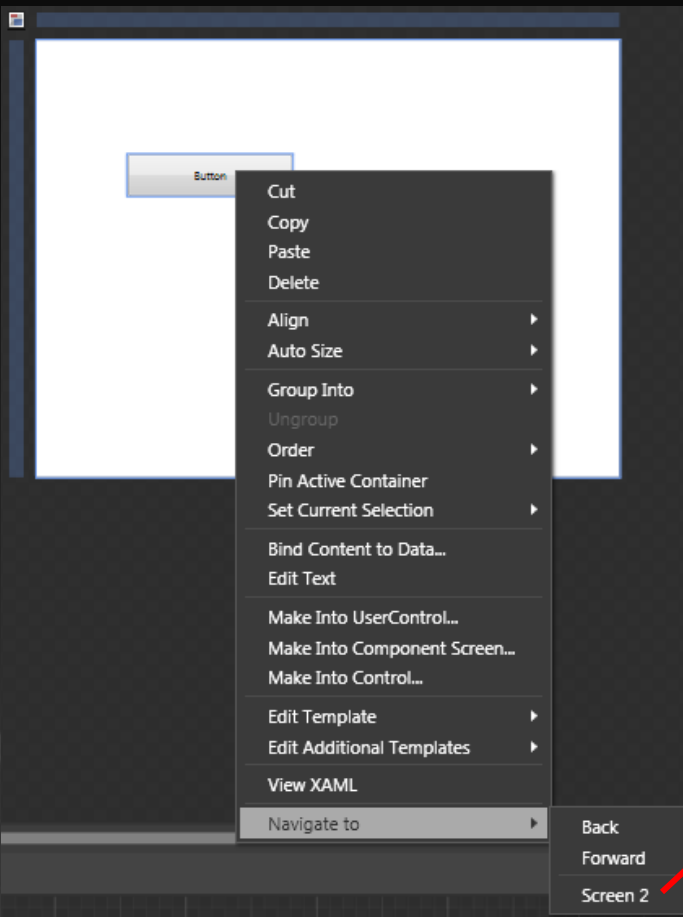 Button
Cut
Copy
Paste
Delete
Align
Auto Size
Group Into
Ungroup
Order
Pin Active Container
Set Current Selection
Bind Content to Data...
Edit Text
Make Into UserControl...
Make Into Component Screen...
Make Into Control...
Edit Template
Edit Additional Templates
View XAML
Navigate to
Back
Forward
Screen 2